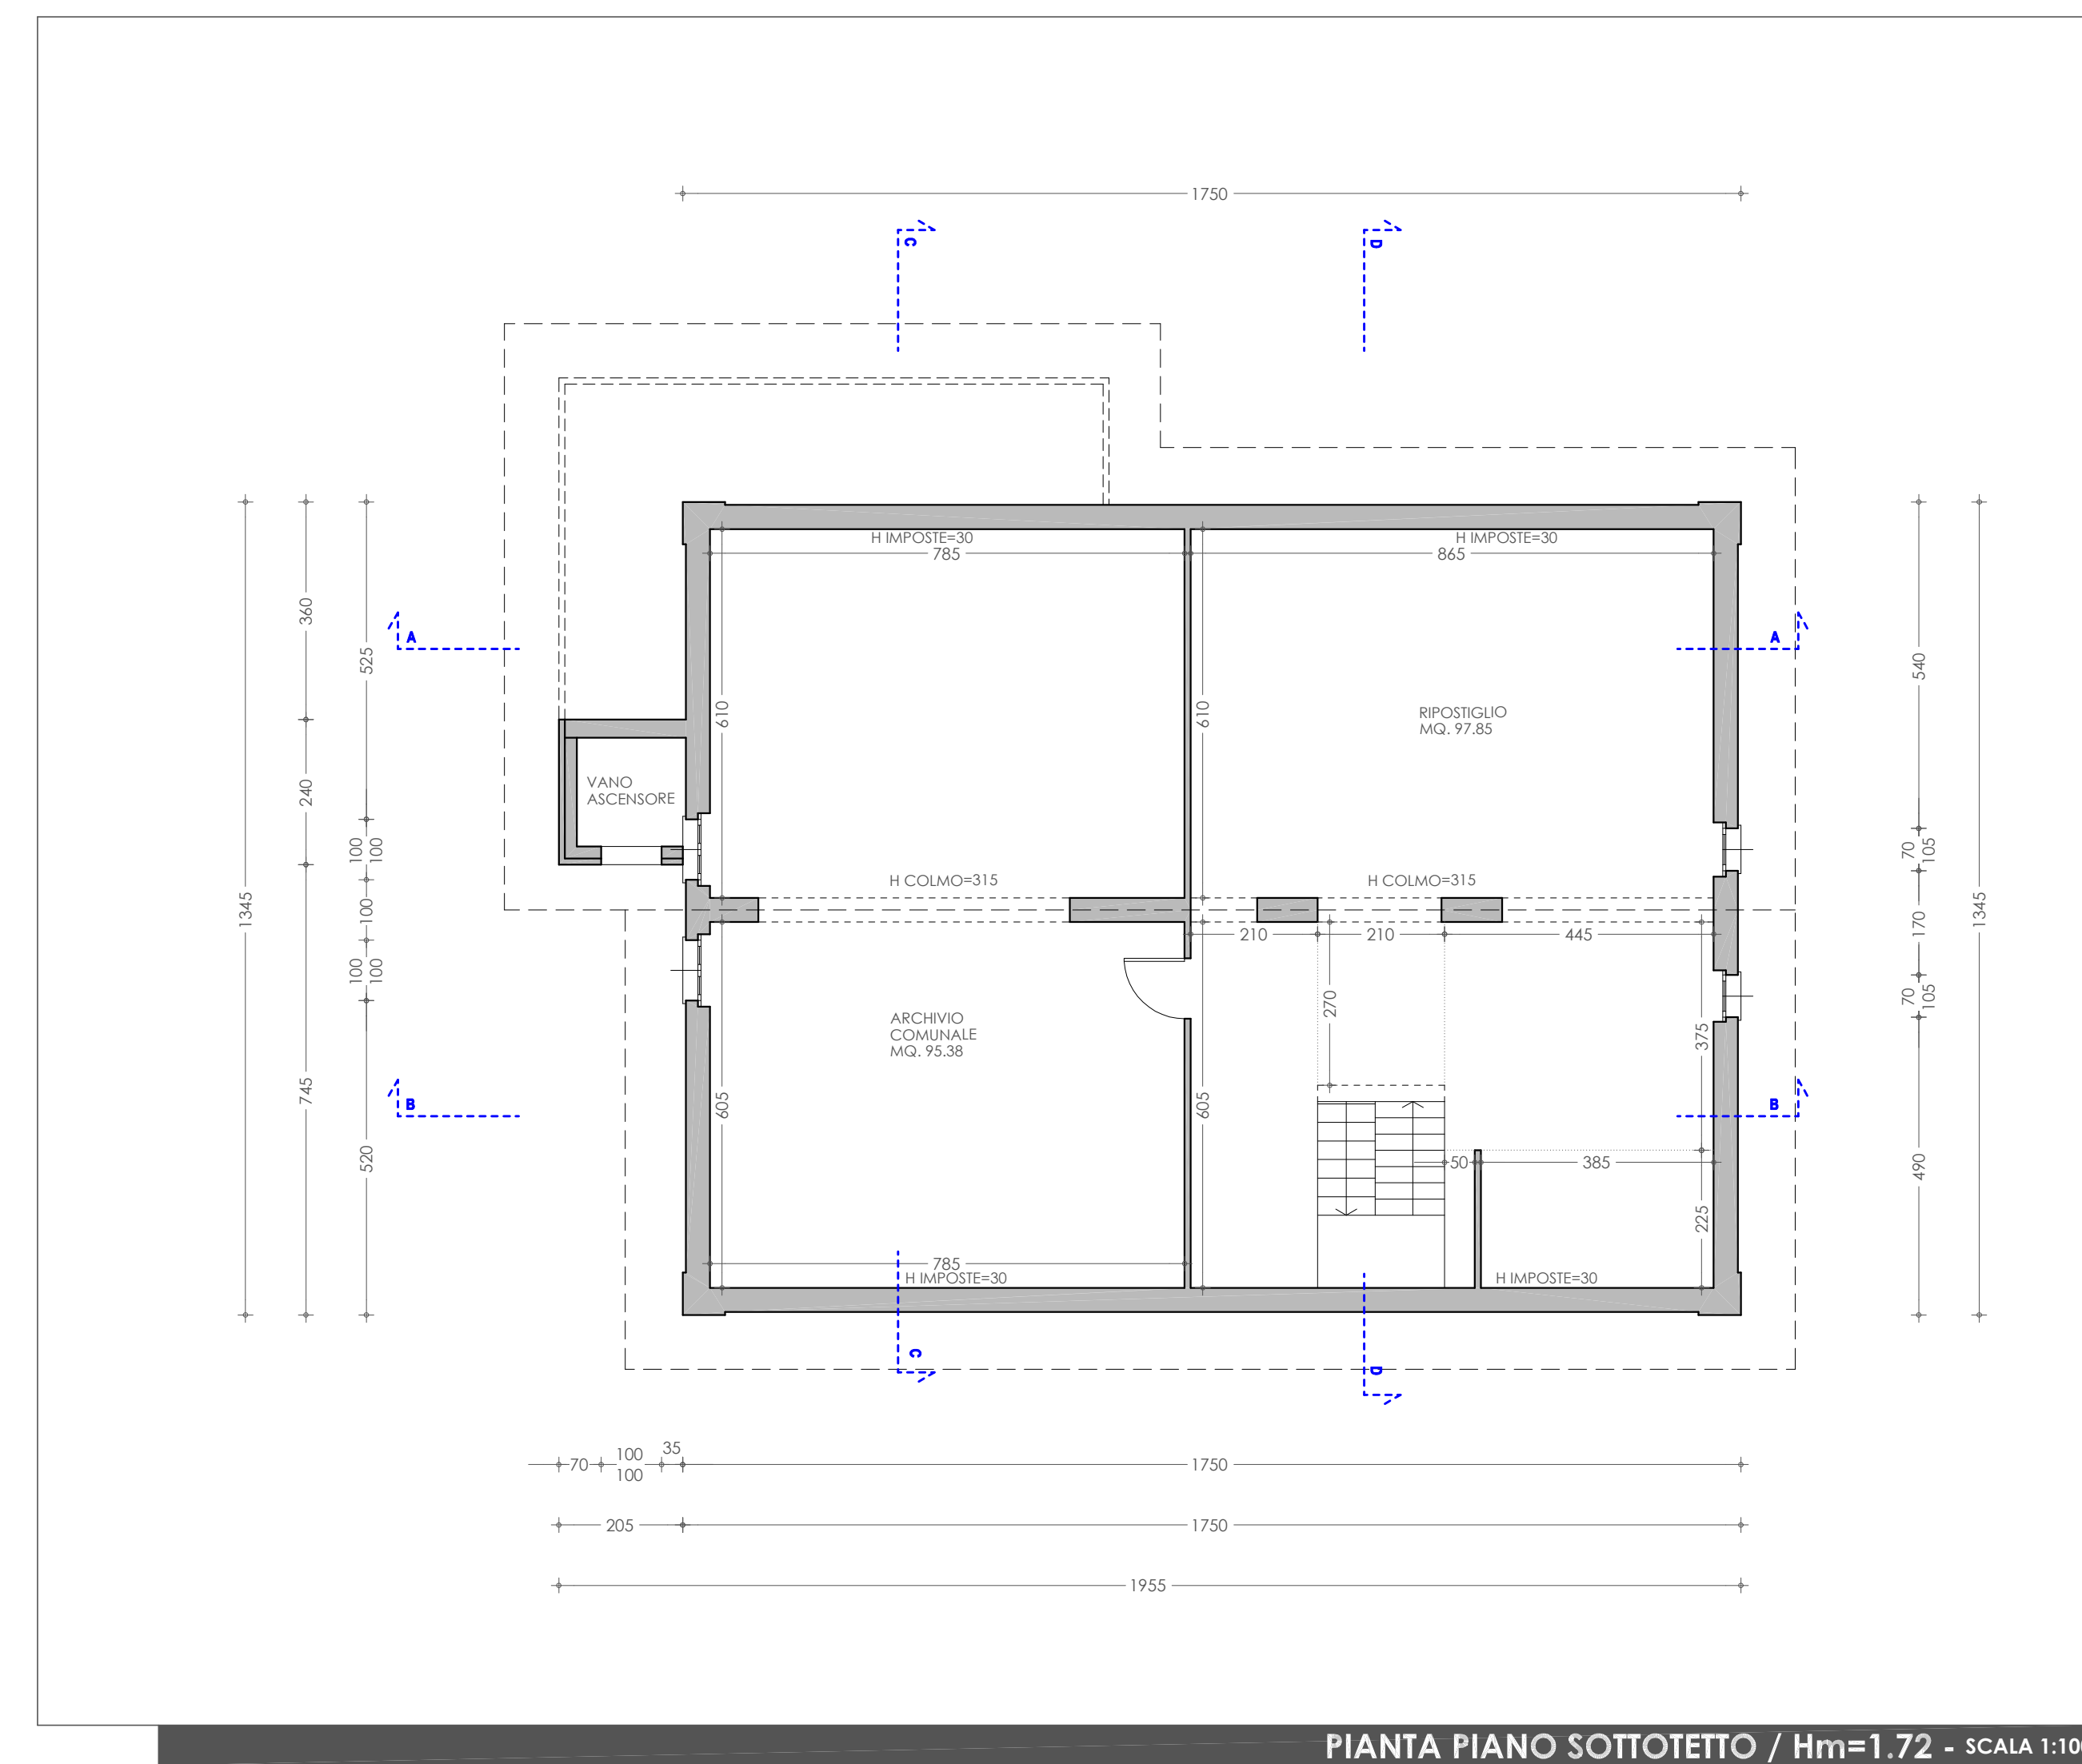 1750
C
D
H IMPOSTE=30
H IMPOSTE=30
785
865
360
525
540
A
A
610
610
RIPOSTIGLIO
MQ. 97.85
VANO
ASCENSORE
240
100
100
70
105
H COLMO=315
H COLMO=315
1345
100
170
1345
210
210
445
100
100
70
105
270
375
ARCHIVIO
COMUNALE
MQ. 95.38
745
605
605
B
B
520
50
385
490
225
785
H IMPOSTE=30
H IMPOSTE=30
C
D
70
100
100
35
1750
205
1750
1955
PIANTA PIANO SOTTOTETTO / Hm=1.72 - SCALA 1:100